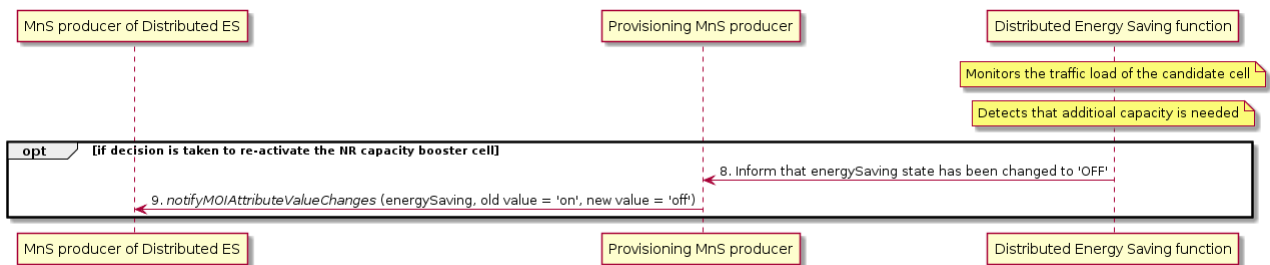 MnS producer of Distributed ES
Provisioning MnS producer
Distributed Energy Saving function
Monitors the traffic load of the candidate cell
Detects that additioal capacity is needed
opt
[if decision is taken to re-activate the NR capacity booster cell]
8. Inform that energySaving state has been changed to 'OFF'
9. notifyMOIAttributeValueChanges (energySaving, old value = 'on', new value = 'off')
MnS producer of Distributed ES
Provisioning MnS producer
Distributed Energy Saving function